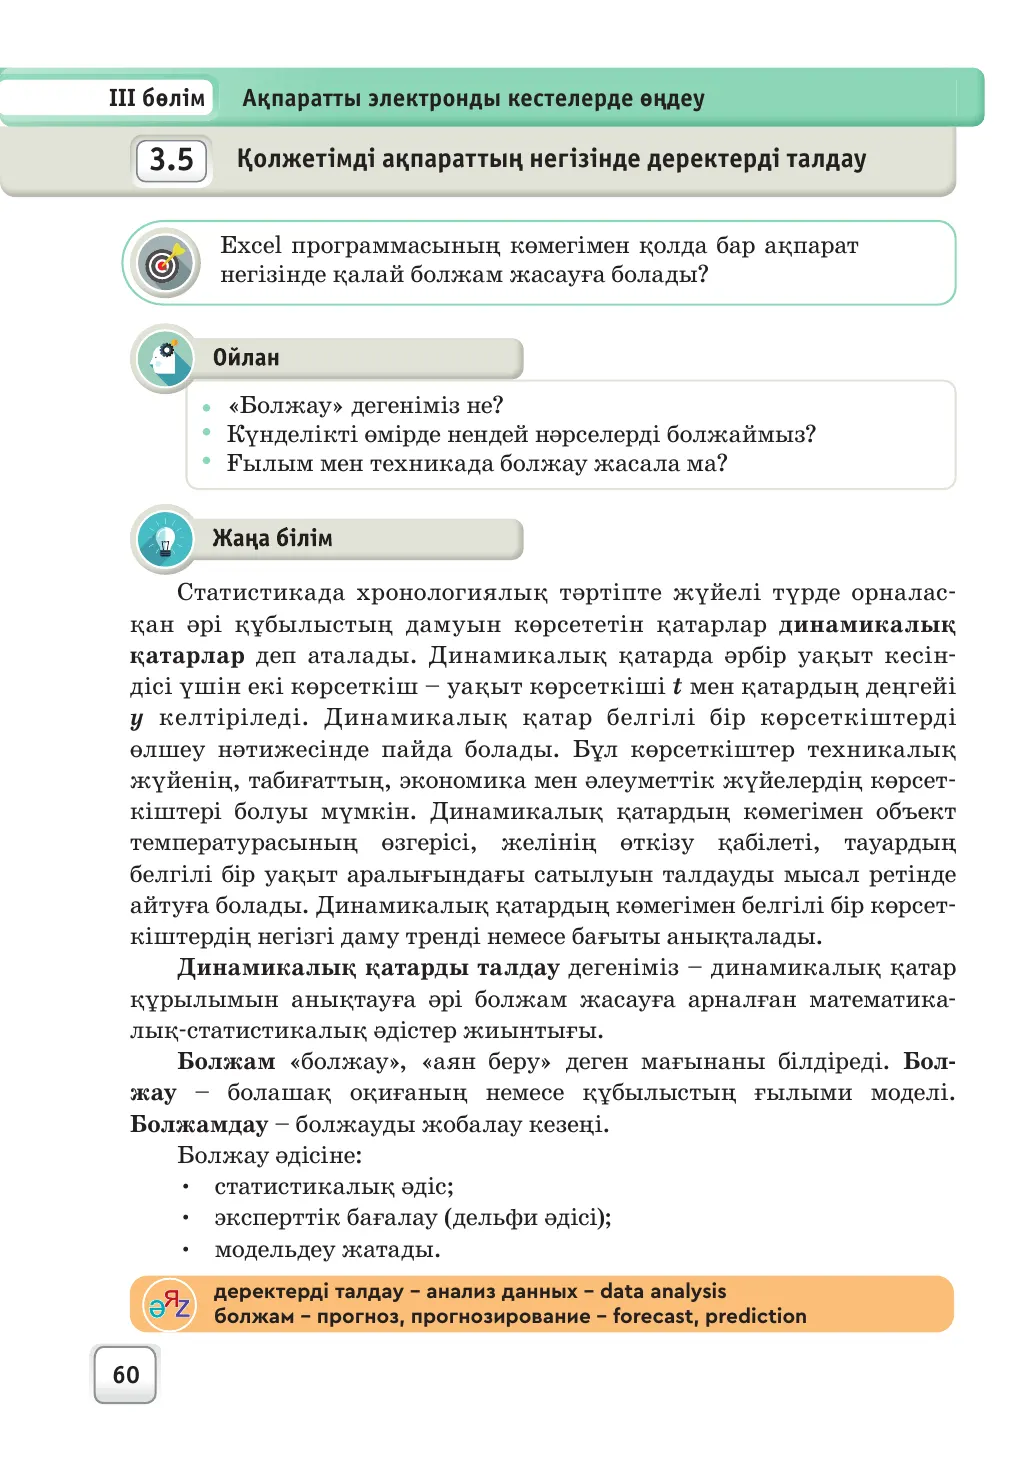 III бөлім Ақпаратты электронды кестелерде өңдеу
3.5 Қолжетімді ақпараттың негізінде деректерді талдау
Excel программасының көмегімен қолда бар ақпарат
негізінде қалай болжам жасауға болады?
Ойлан
• «Болжау» дегеніміз не?
• Күнделікті өмірде нендей нәрселерді болжаймыз?
• Ғылым мен техникада болжау жасала ма?
Жаңа білім
Статистикада хронологиялық тәртіпте жүйелі түрде орналас-
қан әрі құбылыстың дамуын көрсететін қатарлар динамикалық
қатарлар деп аталады. Динамикалық қатарда әрбір уақыт кесін-
дісі үшін екі көрсеткіш – уақыт көрсеткіші t мен қатардың деңгейі
y келтіріледі. Динамикалық қатар белгілі бір көрсеткіштерді
өлшеу нәтижесінде пайда болады. Бұл көрсеткіштер техникалық
жүйенің, табиғаттың, экономика мен әлеуметтік жүйелердің көрсет-
кіштері болуы мүмкін. Динамикалық қатардың көмегімен объект
температурасының өзгерісі, желінің өткізу қабілеті, тауардың
белгілі бір уақыт аралығындағы сатылуын талдауды мысал ретінде
айтуға болады. Динамикалық қатардың көмегімен белгілі бір көрсет-
кіштердің негізгі даму тренді немесе бағыты анықталады.
Динамикалық қатарды талдау дегеніміз – динамикалық қатар
құрылымын анықтауға әрі болжам жасауға арналған математика-
лық-статистикалық әдістер жиынтығы.
Болжам «болжау», «аян беру» деген мағынаны білдіреді. Бол-
жау – болашақ оқиғаның немесе құбылыстың ғылыми моделі.
Болжамдау – болжауды жобалау кезеңі.
Болжау әдісіне:
• статистикалық әдіс;
• эксперттік бағалау (дельфи әдісі);
• модельдеу жатады.
әЯZ
деректерді талдау – анализ данных – data analysis
болжам – прогноз, прогнозирование – forecast, prediction
60